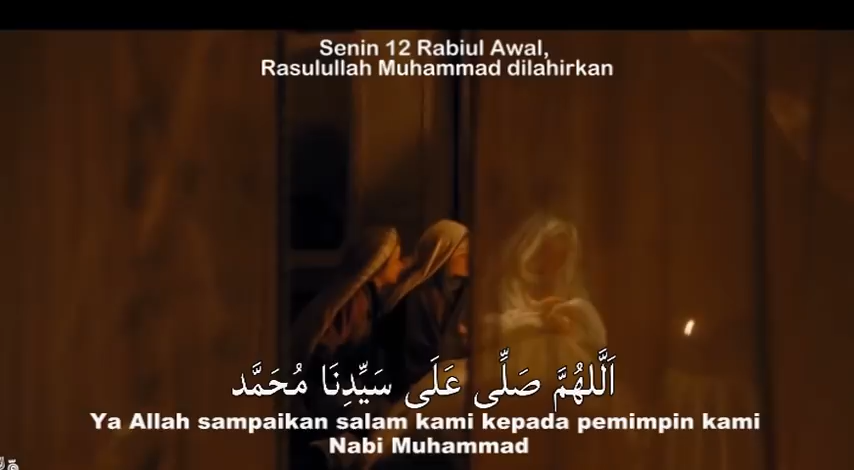 Senin 12 Rabiul Awal,
Rasulullah Muhammad dilahirkan
اَللَّهُمَّ صَلِّى عَلَى سَيِّدِنَا مُحَمَّد
Ya Allah sampaikan salam kami kepada pemimpin kami
Nabi Muhammad